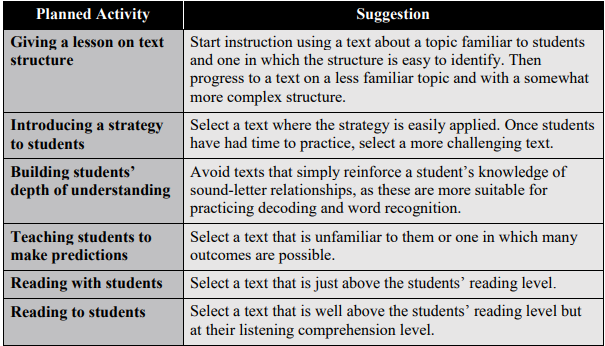 Planned Activity
Suggestion
Giving a lesson on text
structure
Start instruction using a text about a topic familiar to students
and one in which the structure is easy to identify. Then
progress to a text on a less familiar topic and with a somewhat
more complex structure.
Introducing a strategy
to students
Select a text where the strategy is easily applied. Once students
have had time to practice, select a more challenging text.
Building students’
depth of understanding
Avoid texts that simply reinforce a student’s knowledge of
sound-letter relationships, as these are more suitable for
practicing decoding and word recognition.
Teaching students to
make predictions
Select a text that is unfamiliar to them or one in which many
outcomes are possible.
Reading with students
Select a text that is just above the students’ reading level.
Reading to students
Select a text that is well above the students’ reading level but
at their listening comprehension level.